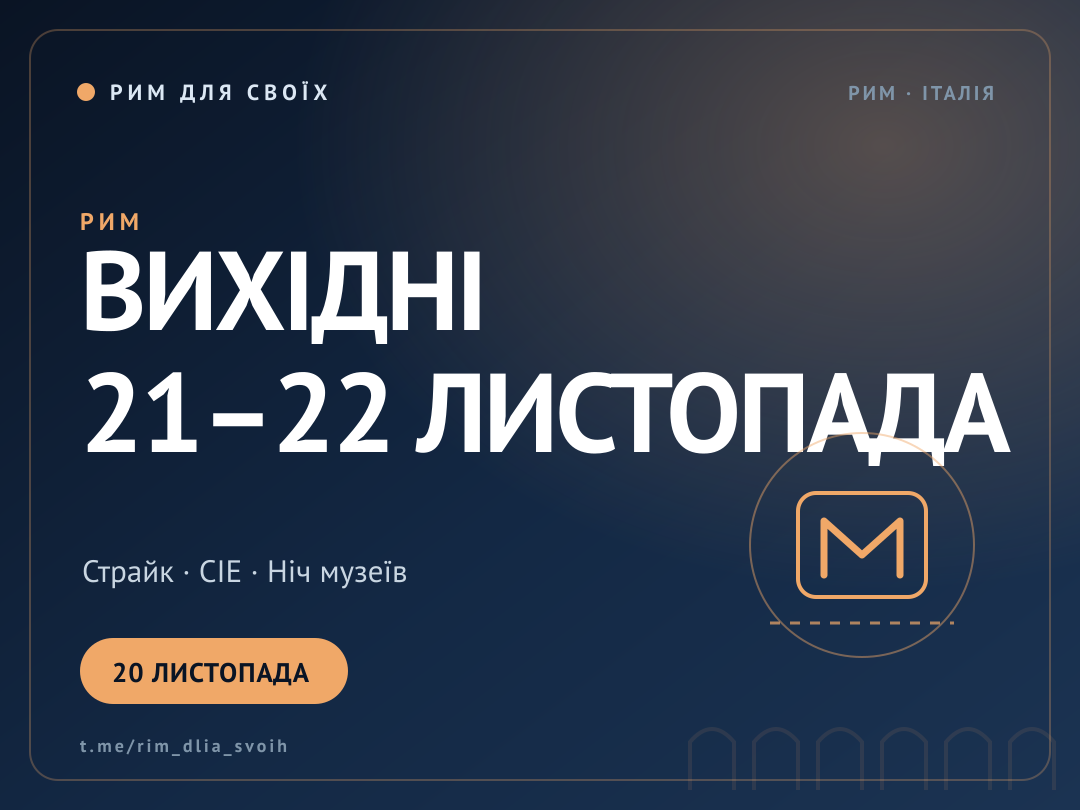 РИМ ДЛЯ СВОЇХ
РИМ · ІТАЛІЯ
РИМ
ВИХІДНІ
21–22 ЛИСТОПАДА
Страйк · CIE · Ніч музеїв
M
20 ЛИСТОПАДА
t.me/rim_dlia_svoih